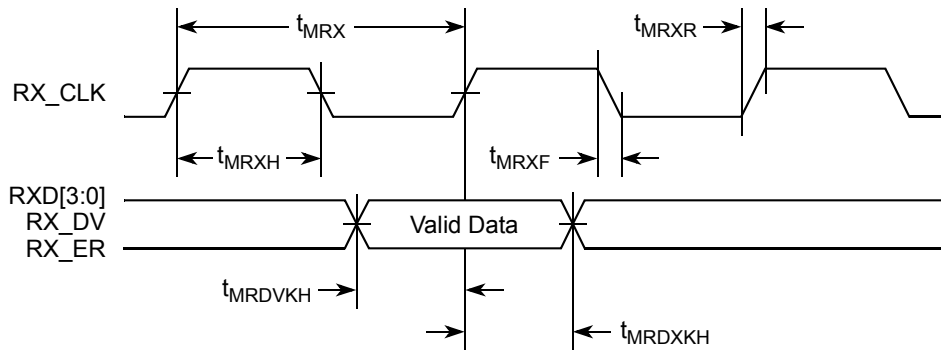 tMRX
tMRXR
RX_CLK
tMRXH
tMRXF
RXD[3:0]
RX_DV
Valid Data
RX_ER
tMRDVKH
tMRDXKH